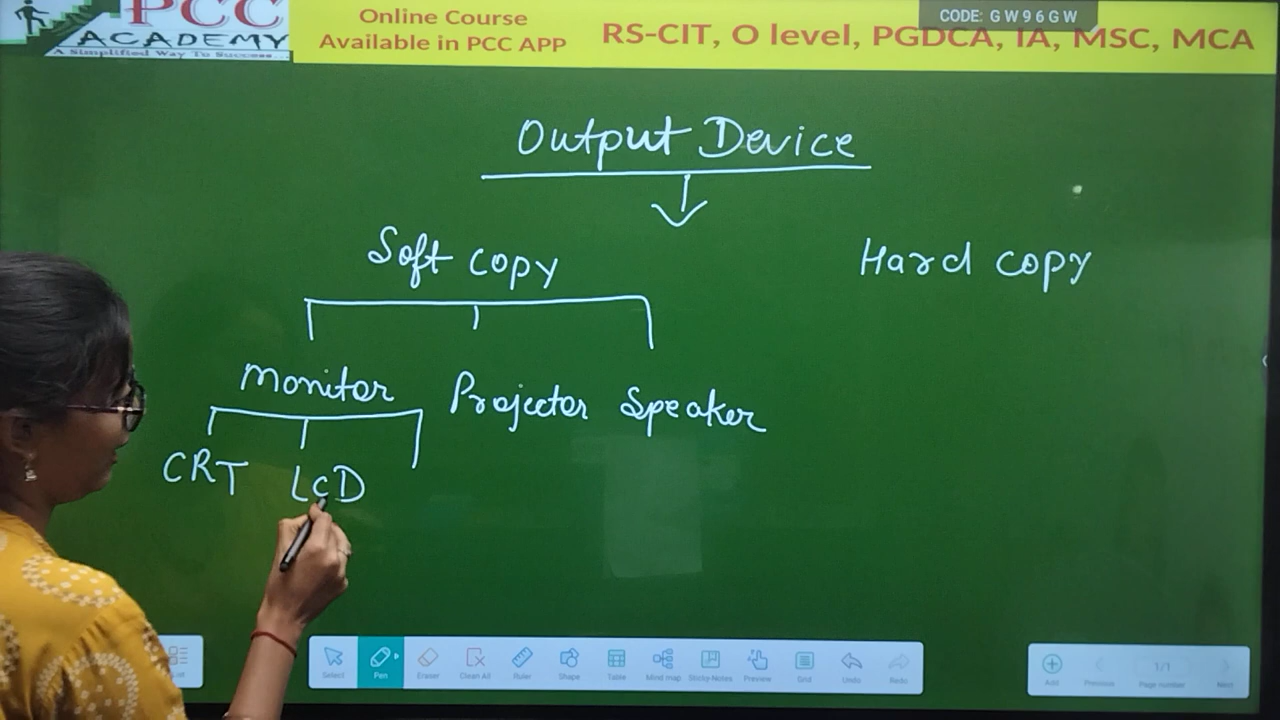 PCC
ACADEMY
A Simplified Way To Success...
Online Course
Available in PCC APP
RS-CIT, O level, PGDCA, IA, MSC, MCA
CODE: GW96GW
Output Device
Soft copy
Hard copy
Monitor
Projector
Speaker
CRT
LCD
Select
Pen
Eraser
Clean All
Ruler
Shape
Table
Mind map
Sticky-Notes
Preview
Grid
Undo
Redo
Add
Previous
1/1
Page number
Next